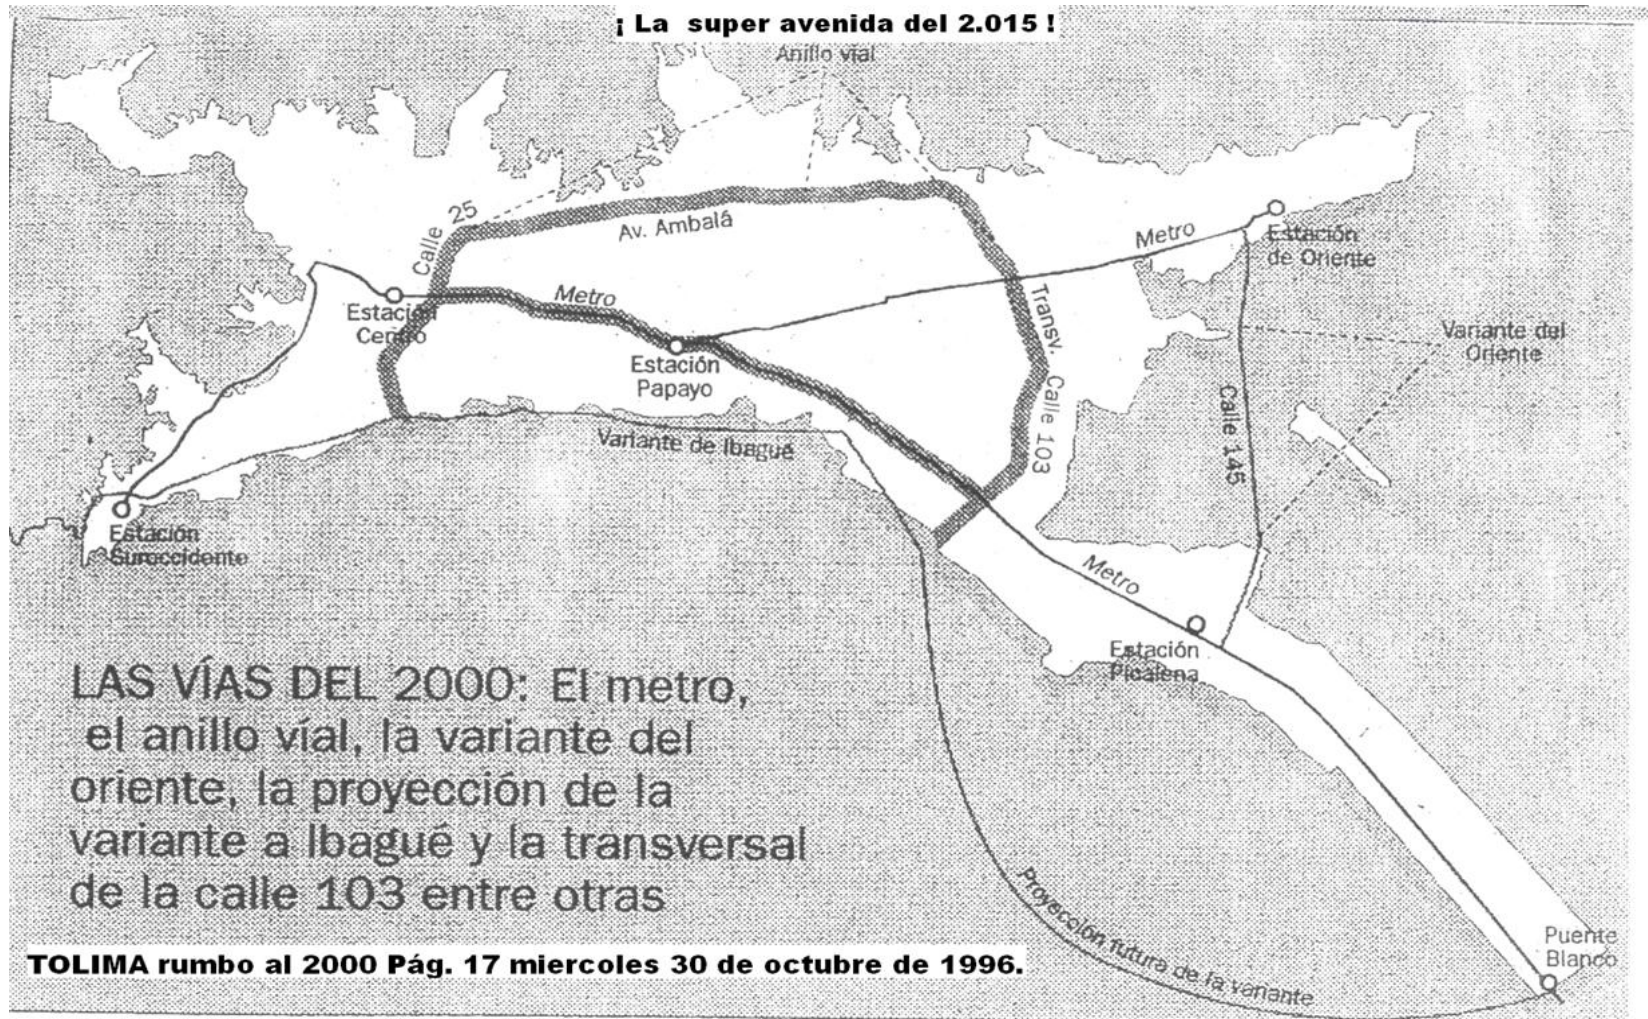 ¡ La super avenida del 2.015 !
Anillo vial
Calle 25
Av. Ambalá
Metro
Estación
de Oriente
Metro
Estación
Centro
Estación
Papayo
Transv. Calle 103
Variante del
Oriente
Calle 145
Variante de Ibagué
Estación
Suroccidente
Metro
Estación
Picaleña
LAS VÍAS DEL 2000: El metro,
el anillo víal, la variante del
oriente, la proyección de la
variante a Ibagué y la transversal
de la calle 103 entre otras
Proyección futura de la variante
Puente
Blanco
TOLIMA rumbo al 2000 Pág. 17 miercoles 30 de octubre de 1996.